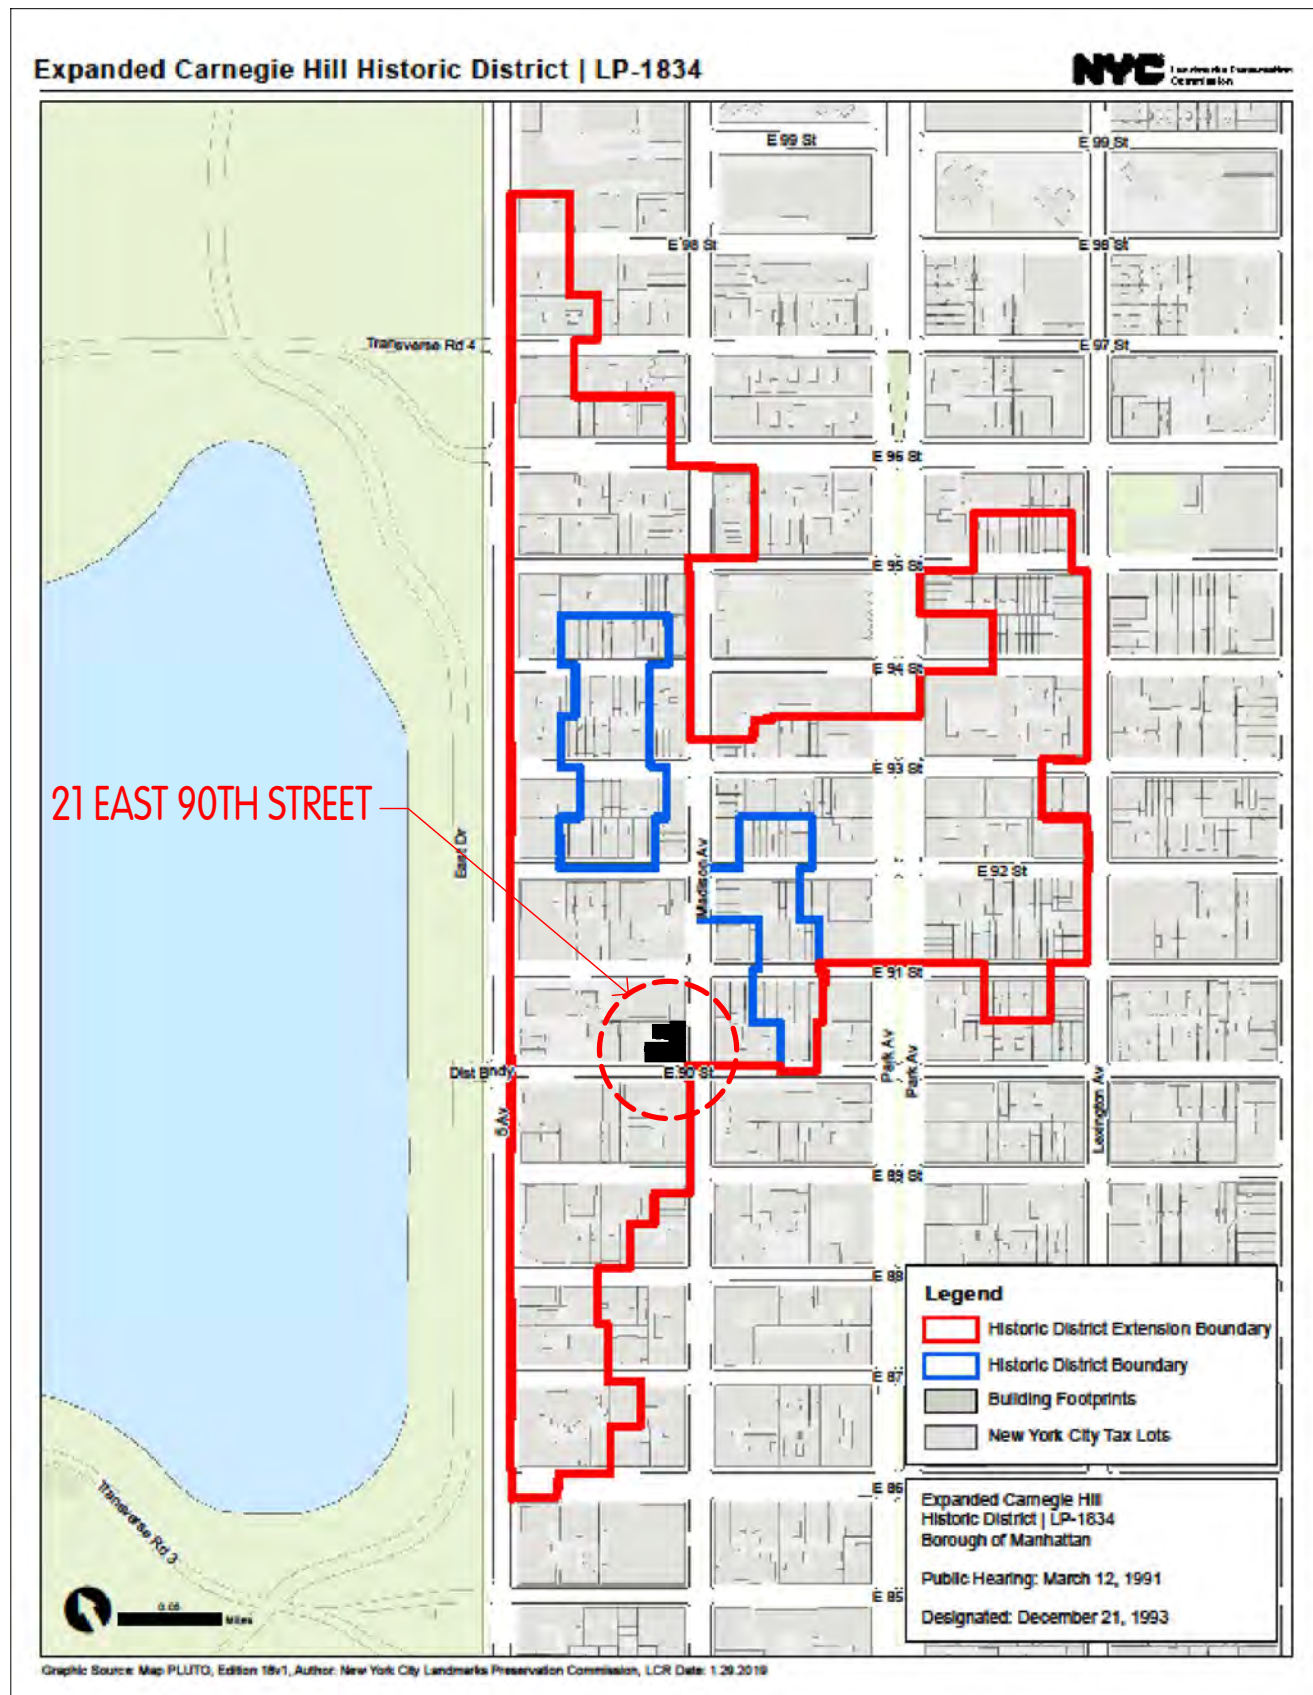 Expanded Carnegie Hill Historic District | LP-1834
NYC Landmarks Preservation
Commission
E 99 St
E 99 St
E 98 St
E 98 St
Transverse Rd 4
E 97 St
E 96 St
E 95 St
E 94 St
E 93 St
21 EAST 90TH STREET
East Dr
Madison Av
E 92 St
E 91 St
Dist Bndy
E 90 St
5 Av
Park Av
Park Av
Lexington Av
E 89 St
E 88
E 87
E 86
E 85
Transverse Rd 3
0.05
Miles
Legend
Historic District Extension Boundary
Historic District Boundary
Building Footprints
New York City Tax Lots
Expanded Carnegie Hill
Historic District | LP-1834
Borough of Manhattan
Public Hearing: March 12, 1991
Designated: December 21, 1993
Graphic Source: Map PLUTO, Edition 18v1, Author: New York City Landmarks Preservation Commission, LCR Date: 1.29.2019